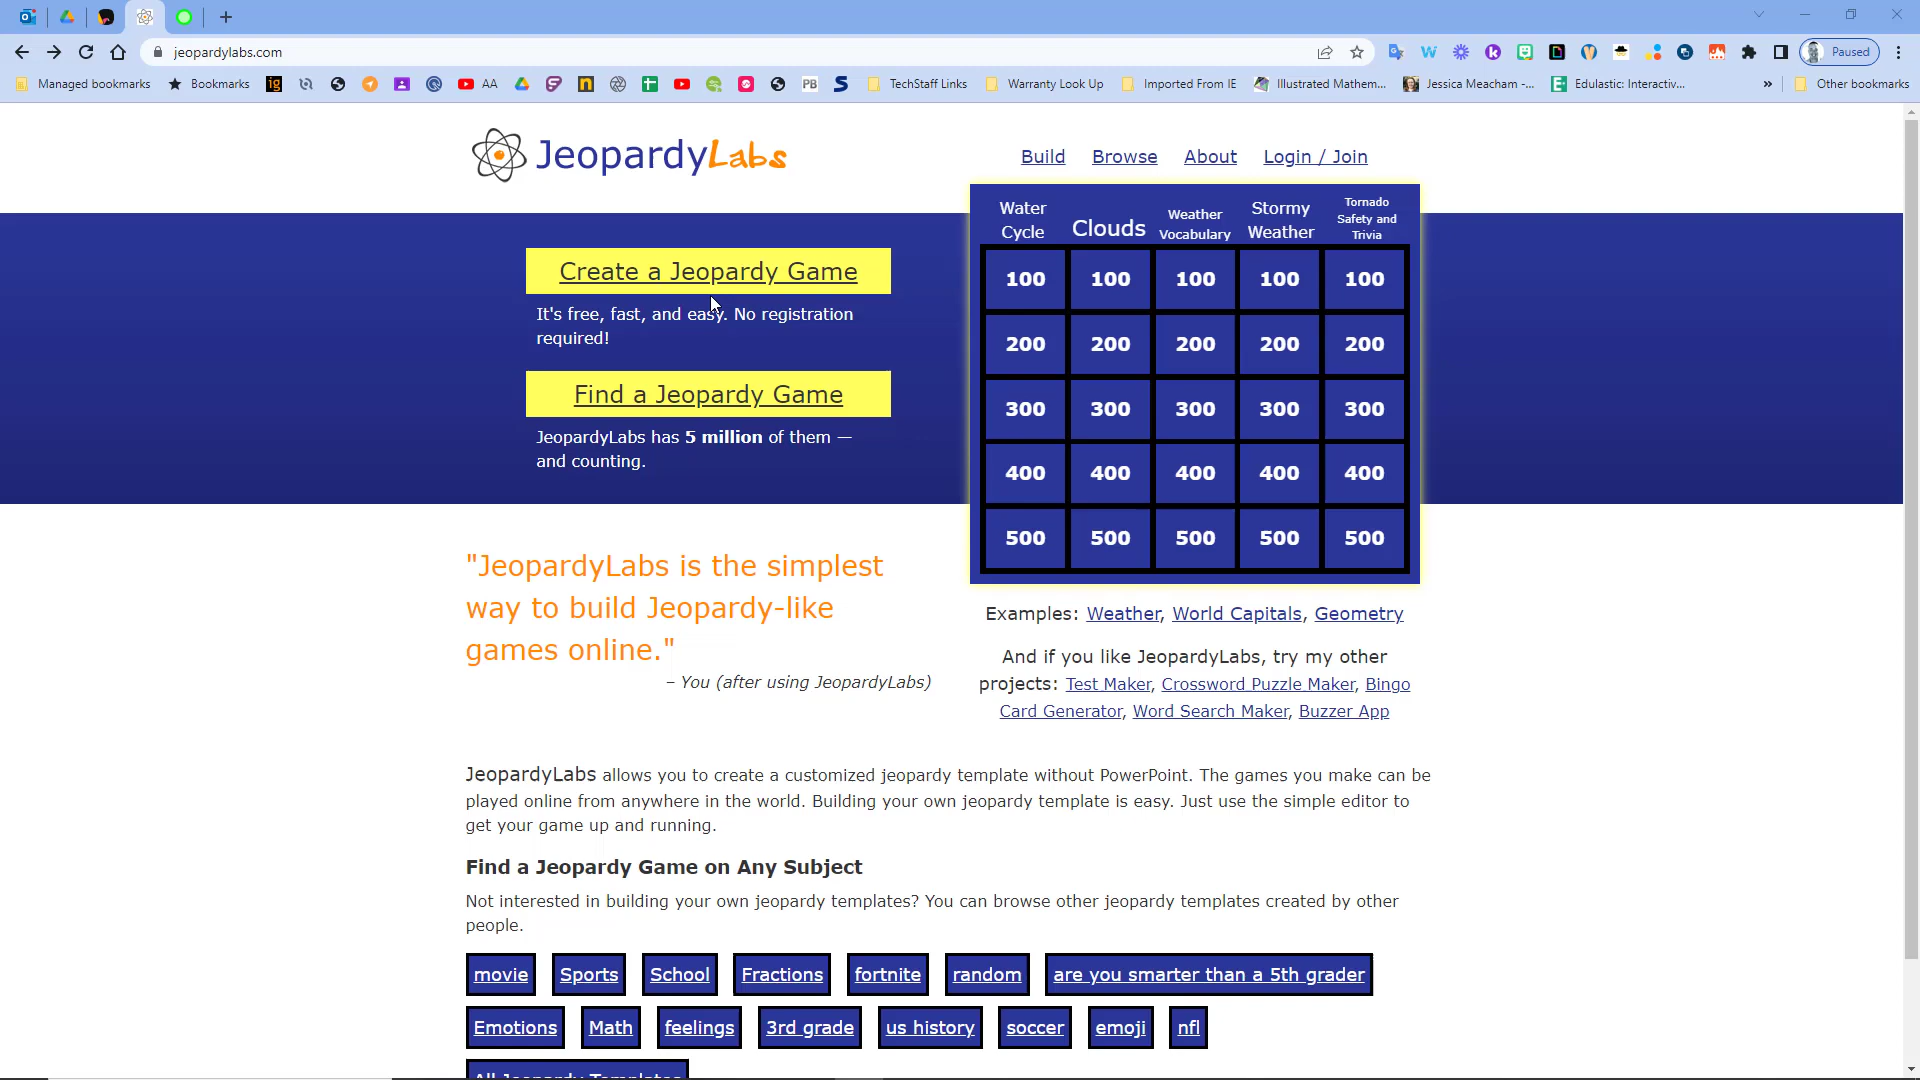 jeopardylabs.com
Paused
Managed bookmarks
Bookmarks
ig
AA
PB
TechStaff Links
Warranty Look Up
Imported From IE
Illustrated Mathem...
Jessica Meacham -...
Edulastic: Interactiv...
»
Other bookmarks
JeopardyLabs
Build
Browse
About
Login / Join
Create a Jeopardy Game
It's free, fast, and easy. No registration
required!
Find a Jeopardy Game
JeopardyLabs has 5 million of them —
and counting.
Water
Cycle
Clouds
Weather
Vocabulary
Stormy
Weather
Tornado
Safety and
Trivia
100 100 100 100 100
200 200 200 200 200
300 300 300 300 300
400 400 400 400 400
500 500 500 500 500
"JeopardyLabs is the simplest
way to build Jeopardy-like
games online."
– You (after using JeopardyLabs)
Examples: Weather, World Capitals, Geometry
And if you like JeopardyLabs, try my other
projects: Test Maker, Crossword Puzzle Maker, Bingo
Card Generator, Word Search Maker, Buzzer App
JeopardyLabs allows you to create a customized jeopardy template without PowerPoint. The games you make can be
played online from anywhere in the world. Building your own jeopardy template is easy. Just use the simple editor to
get your game up and running.
Find a Jeopardy Game on Any Subject
Not interested in building your own jeopardy templates? You can browse other jeopardy templates created by other
people.
movie Sports School Fractions fortnite random are you smarter than a 5th grader
Emotions Math feelings 3rd grade us history soccer emoji nfl
All Jeopardy Templates